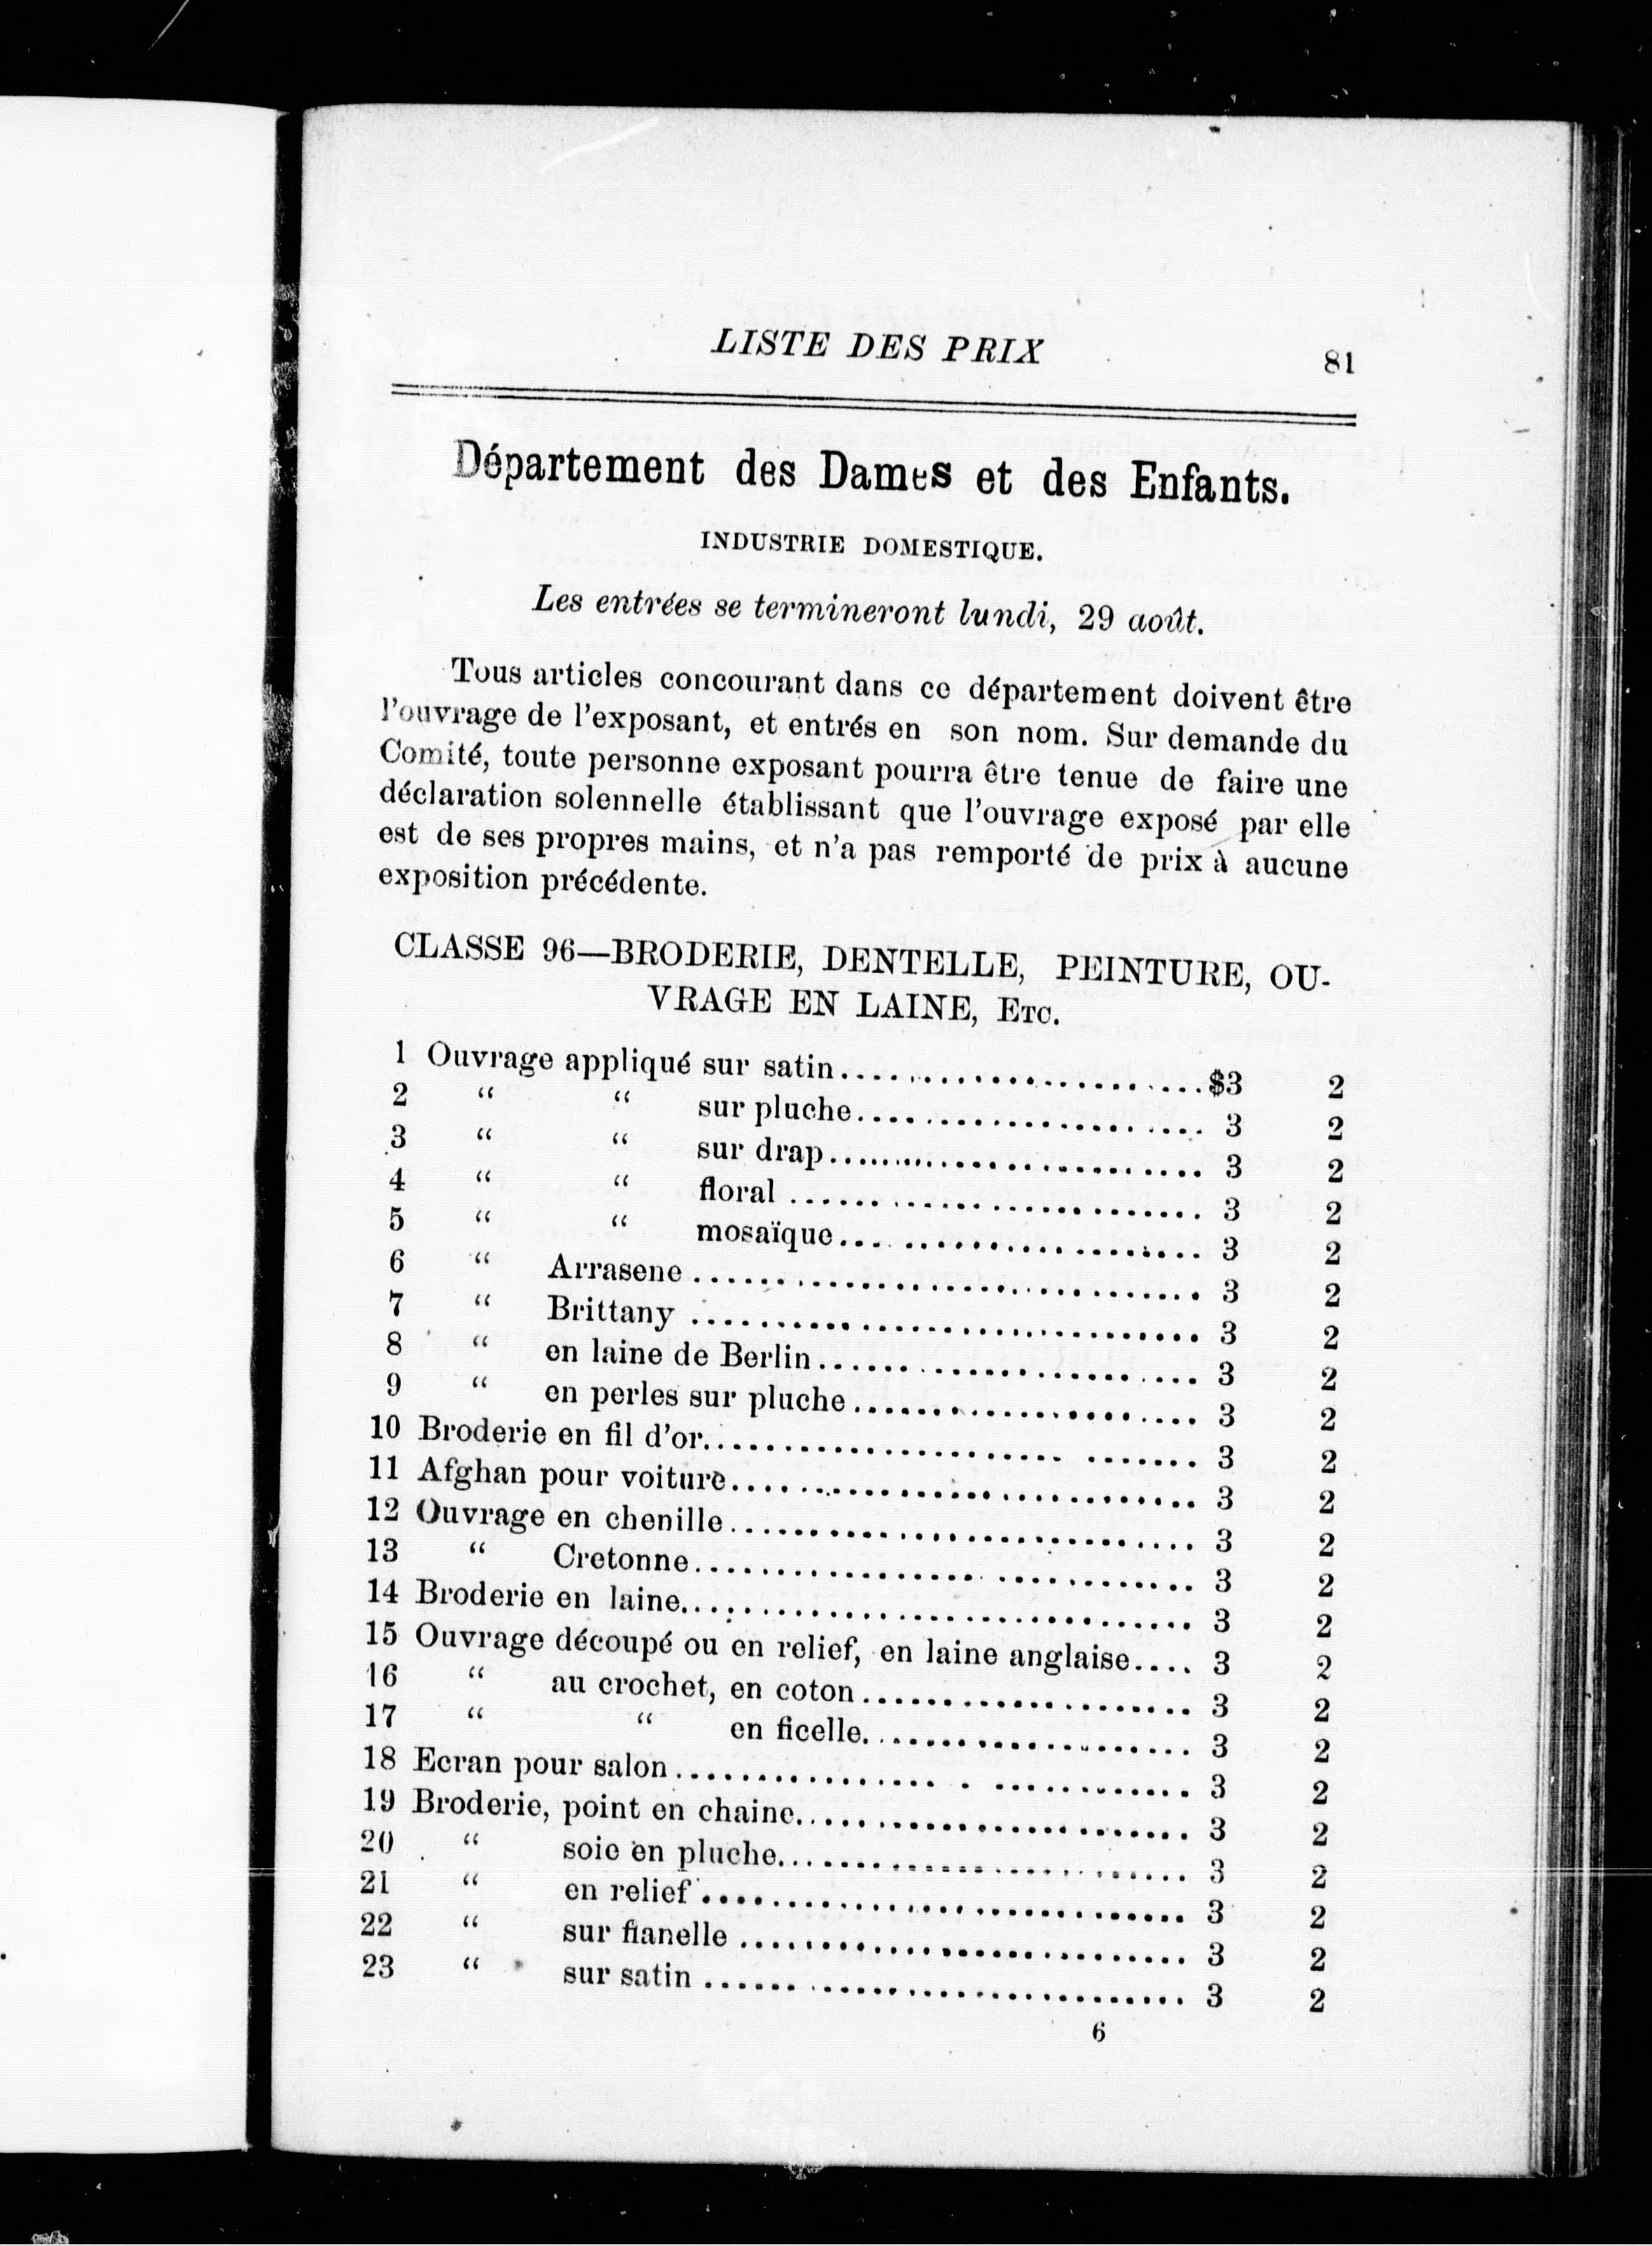 LISTE DES PRIX 81
Département des Dames et des Enfants.
INDUSTRIE DOMESTIQUE.
Les entrées se termineront lundi, 29 août.
Tous articles concourant dans ce département doivent être
l'ouvrage de l'exposant, et entrés en son nom. Sur demande du
Comité, toute personne exposant pourra être tenue de faire une
déclaration solennelle établissant que l'ouvrage exposé par elle
est de ses propres mains, et n'a pas remporté de prix à aucune
exposition précédente.
CLASSE 96—BRODERIE, DENTELLE, PEINTURE, OU-
VRAGE EN LAINE, ETC.
1 Ouvrage appliqué sur satin.................................$3 2
2 “ “ sur pluche............................. 3 2
3 “ “ sur drap............................... 3 2
4 “ “ floral ................................. 3 2
5 “ “ mosaïque.............................. 3 2
6 “ Arrasene ......................................... 3 2
7 “ Brittany ......................................... 3 2
8 “ en laine de Berlin............................... 3 2
9 “ en perles sur pluche............................ 3 2
10 Broderie en fil d'or........................................ 3 2
11 Afghan pour voiture...................................... 3 2
12 Ouvrage en chenille...................................... 3 2
13 “ Cretonne......................................... 3 2
14 Broderie en laine......................................... 3 2
15 Ouvrage découpé ou en relief, en laine anglaise.... 3 2
16 “ au crochet, en coton........................... 3 2
17 “ “ en ficelle.......................... 3 2
18 Ecran pour salon......................................... 3 2
19 Broderie, point en chaine................................ 3 2
20 “ soie en pluche................................. 3 2
21 “ en relief ........................................ 3 2
22 “ sur flanelle .................................... 3 2
23 “ sur satin ....................................... 3 2
6